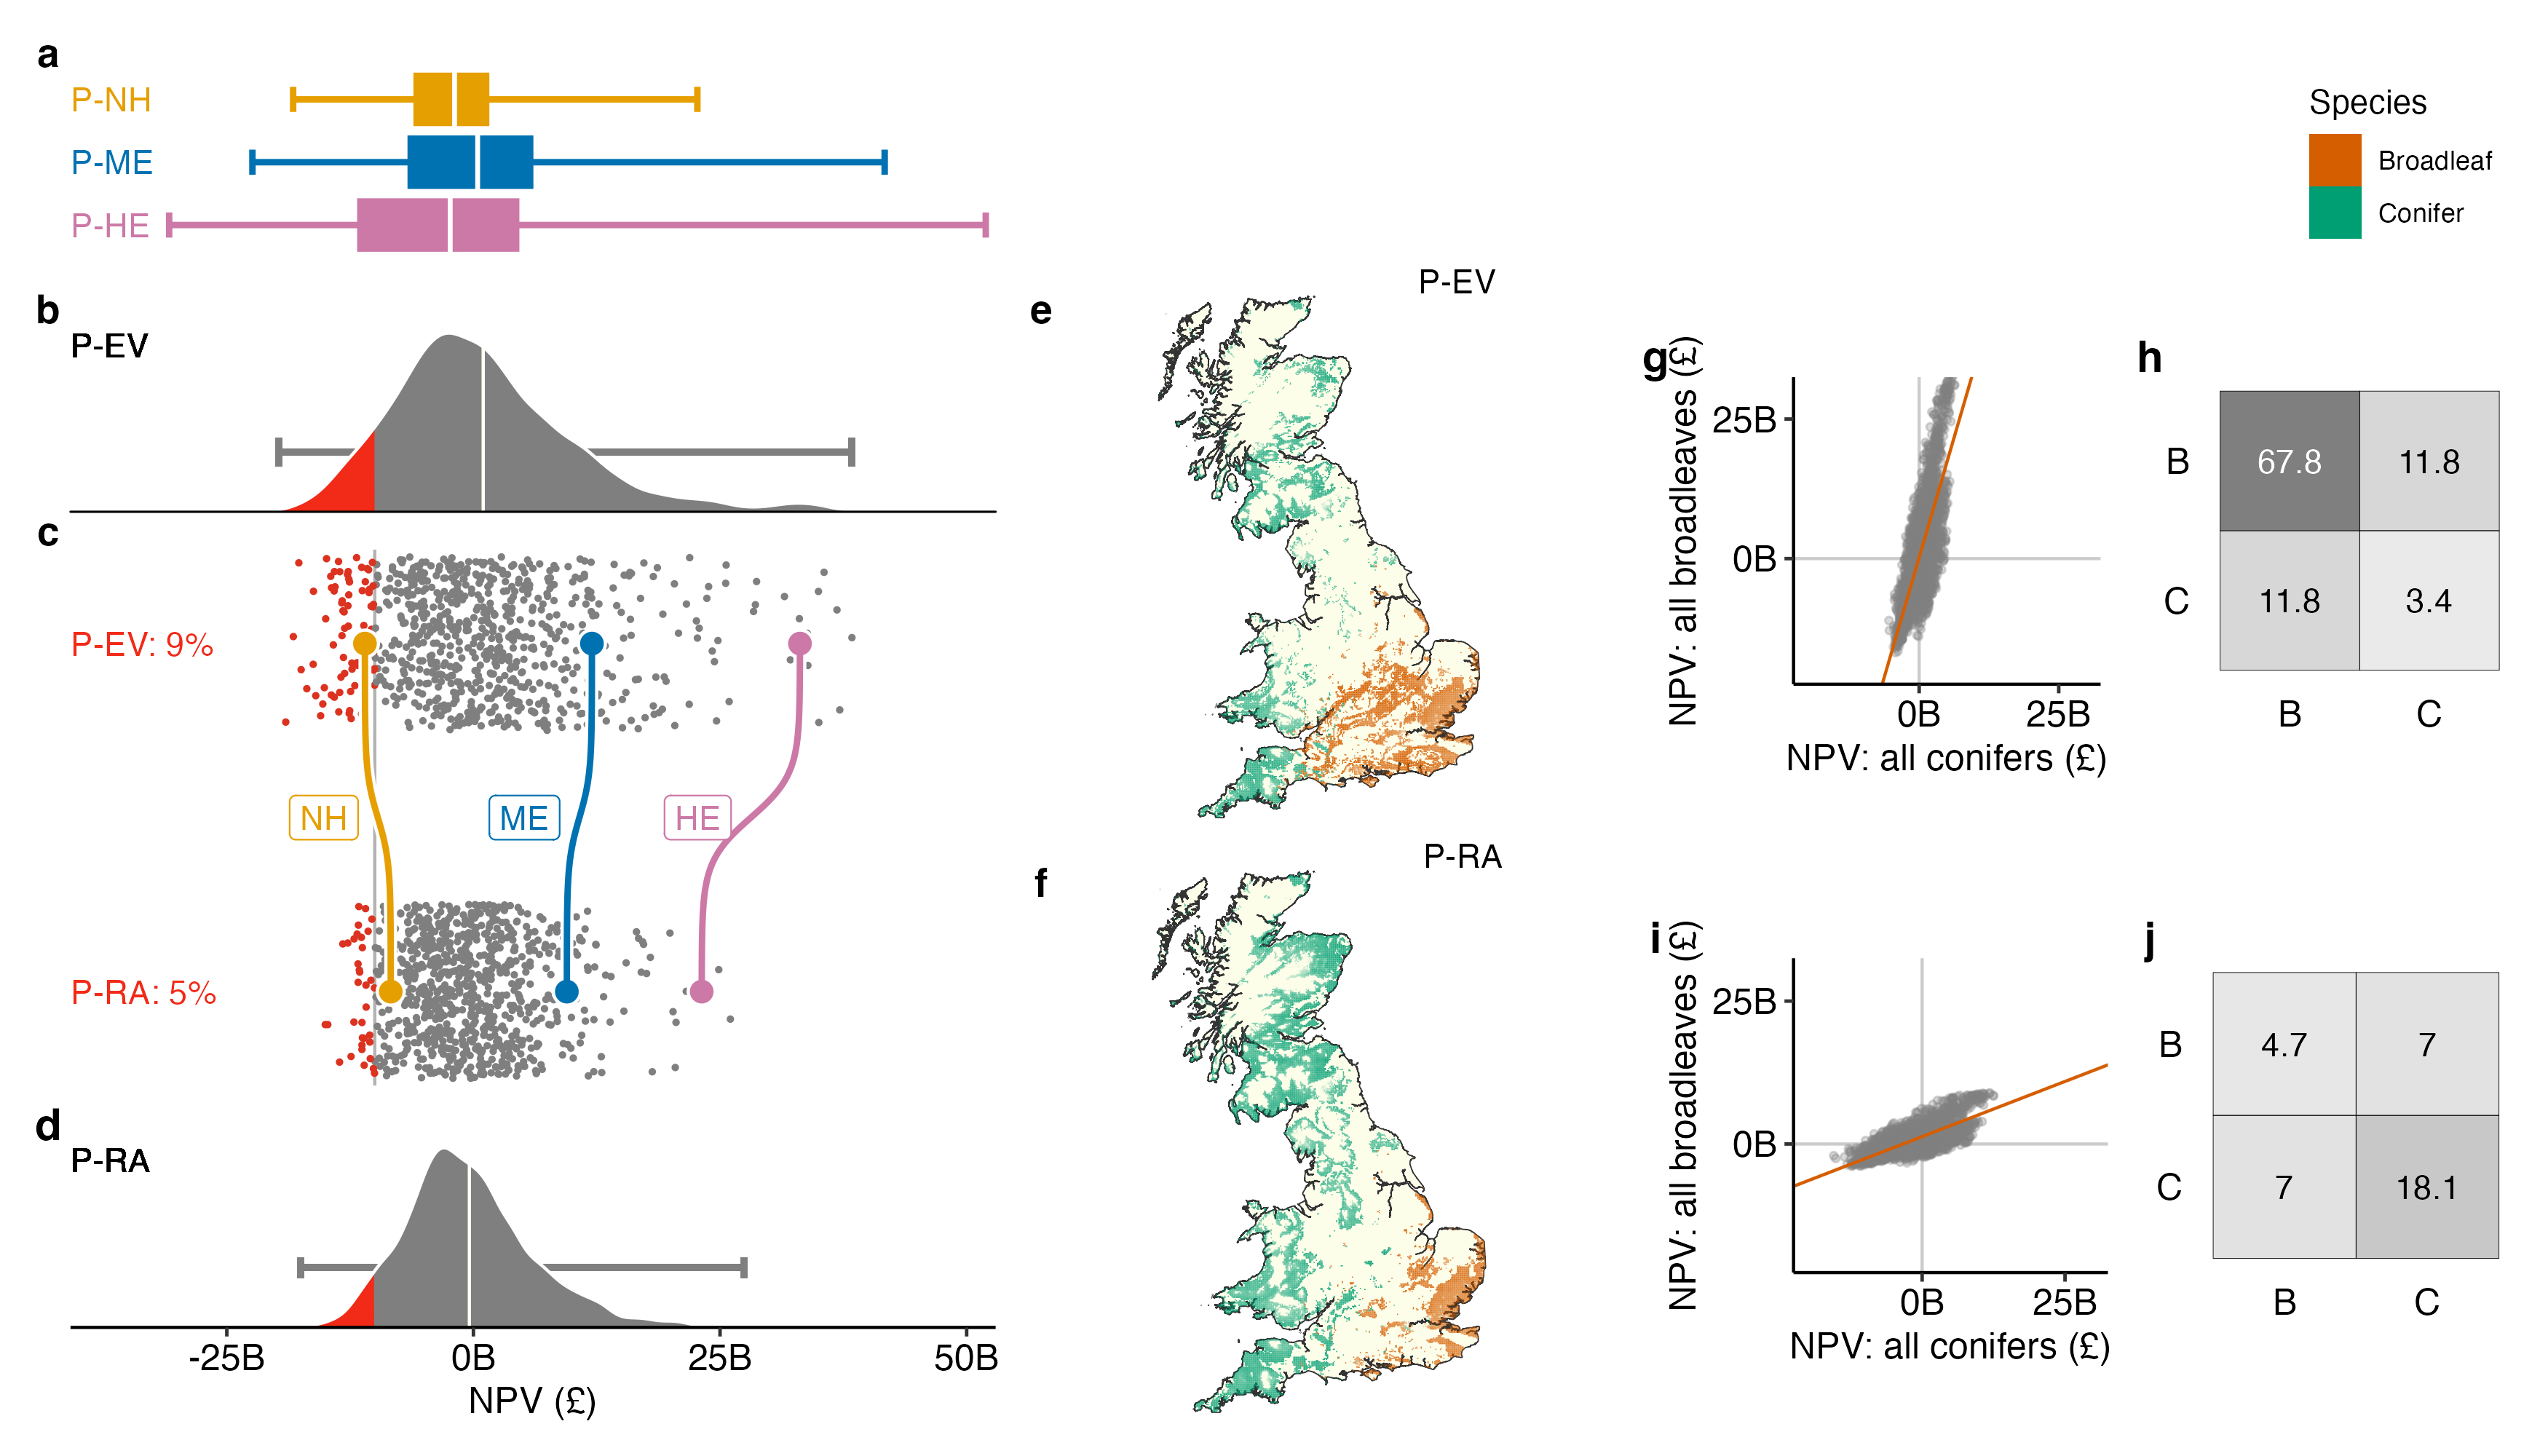 a
P-NH
P-ME
P-HE
b
P-EV
c
P-EV: 9%
NH
ME
HE
P-RA: 5%
d
P-RA
-25B
0B
25B
50B
NPV (£)
Species
Broadleaf
Conifer
e
P-EV
f
P-RA
g
NPV: all broadleaves (£)
25B
0B
0B
25B
NPV: all conifers (£)
h
B
67.8
11.8
C
11.8
3.4
B
C
i
NPV: all broadleaves (£)
25B
0B
0B
25B
NPV: all conifers (£)
j
B
4.7
7
C
7
18.1
B
C